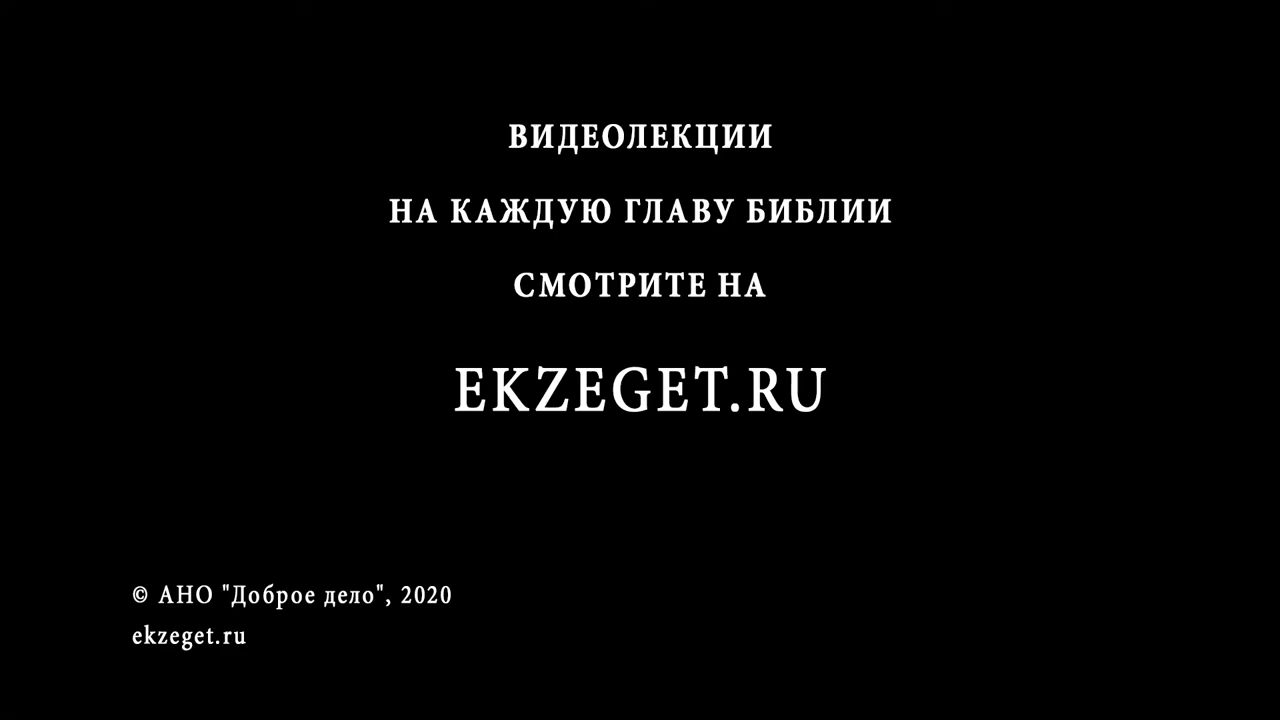 ВИДЕОЛЕКЦИИ
НА КАЖДУЮ ГЛАВУ БИБЛИИ
СМОТРИТЕ НА
EKZEGET.RU
© АНО "Доброе дело", 2020
ekzeget.ru